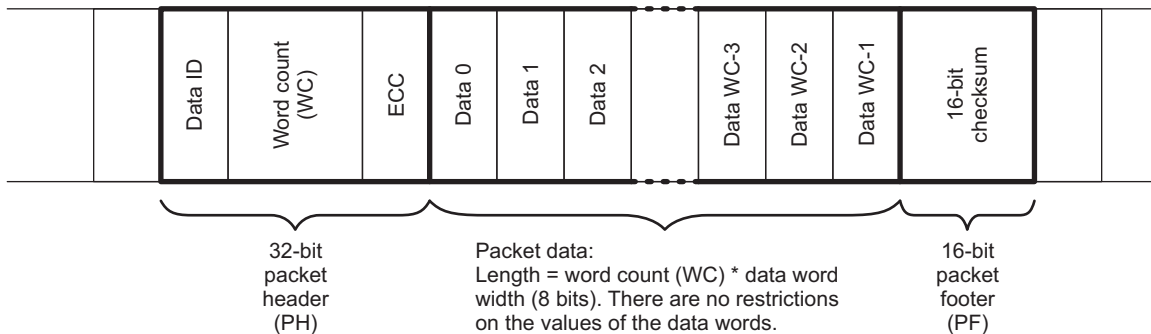 Data ID
Word count
(WC)
ECC
Data 0
Data 1
Data 2
Data WC-3
Data WC-2
Data WC-1
16-bit
checksum
32-bit
packet
header
(PH)
Packet data:
Length = word count (WC) * data word
width (8 bits). There are no restrictions
on the values of the data words.
16-bit
packet
footer
(PF)